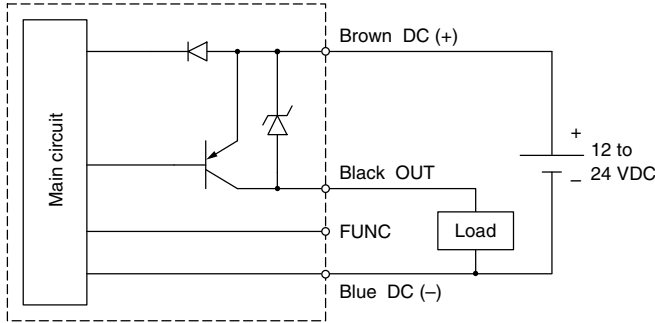 Main circuit
Brown DC (+)
Black OUT
FUNC
Blue DC (–)
Load
+
12 to
– 24 VDC